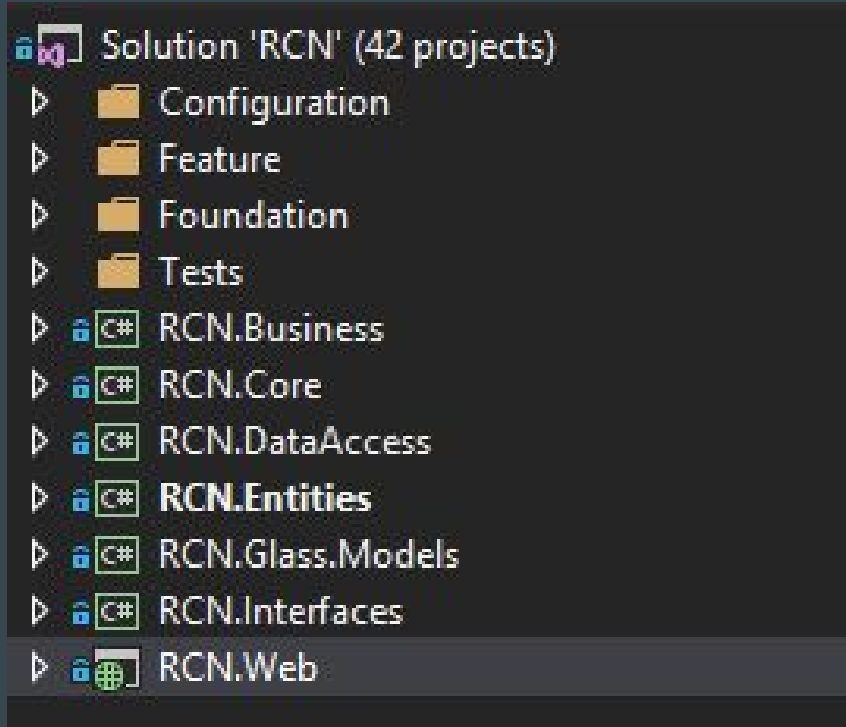 Solution 'RCN' (42 projects)
Configuration
Feature
Foundation
Tests
C# RCN.Business
C# RCN.Core
C# RCN.DataAccess
C# RCN.Entities
C# RCN.Glass.Models
C# RCN.Interfaces
RCN.Web